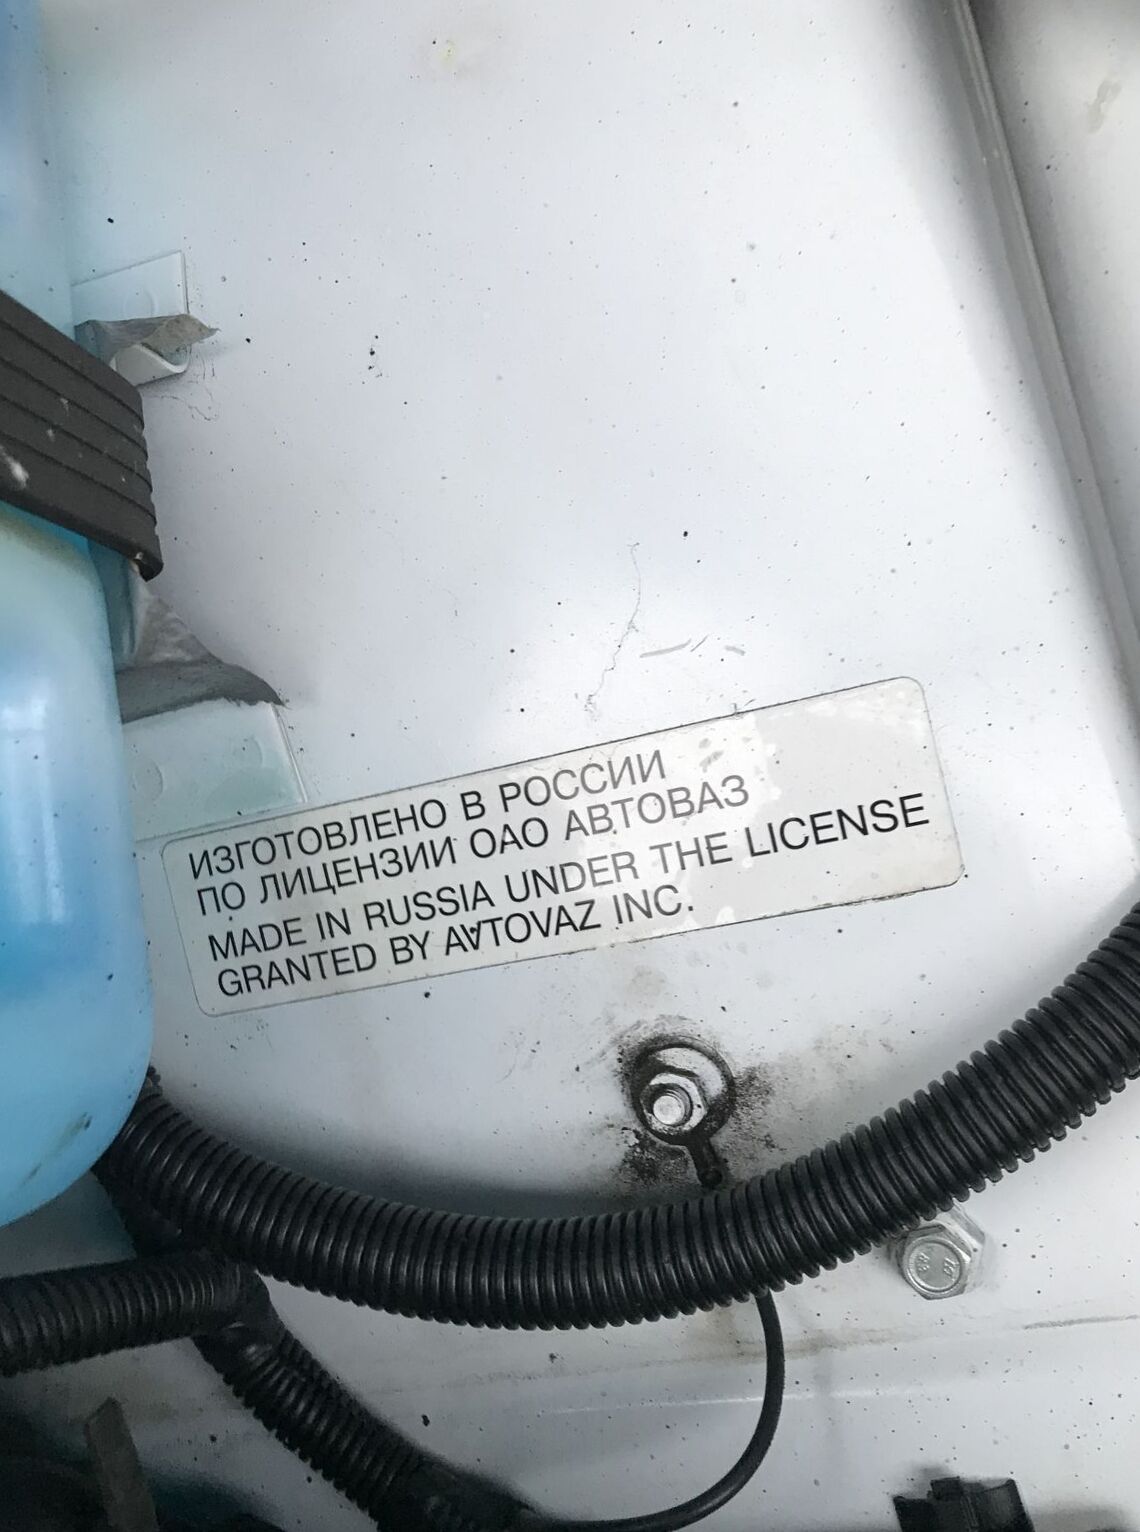 ИЗГОТОВЛЕНО В РОССИИ
ПО ЛИЦЕНЗИИ ОАО АВТОВАЗ
MADE IN RUSSIA UNDER THE LICENSE
GRANTED BY AVTOVAZ INC.